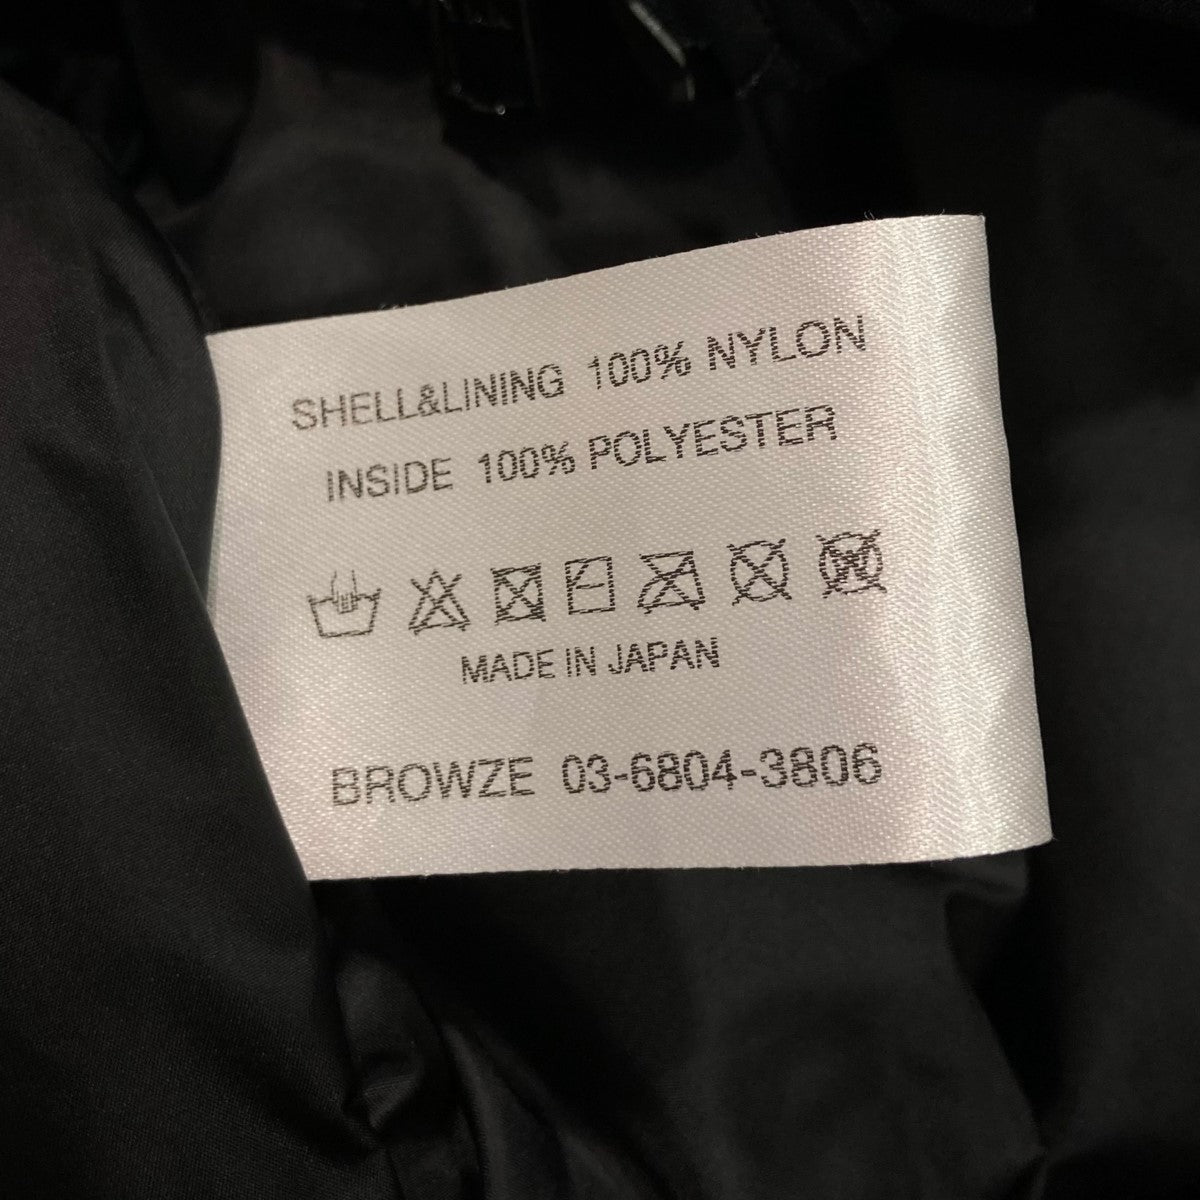 SHELL&LINING 100% NYLON
INSIDE 100% POLYESTER
MADE IN JAPAN
BROWZE 03-6804-3806